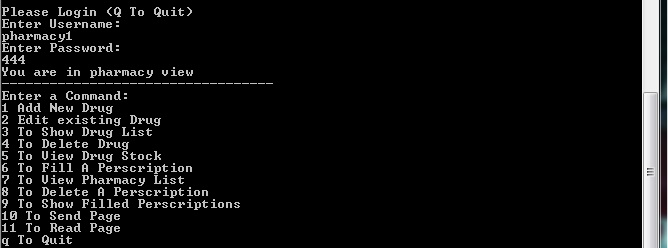 Please Login (Q To Quit)
Enter Username:
pharmacy1
Enter Password:
444
You are in pharmacy view
----------------------------------
Enter a Command:
1 Add New Drug
2 Edit existing Drug
3 To Show Drug List
4 To Delete Drug
5 To View Drug Stock
6 To Fill A Perscription
7 To View Pharmacy List
8 To Delete A Perscription
9 To Show Filled Perscriptions
10 To Send Page
11 To Read Page
q To Quit